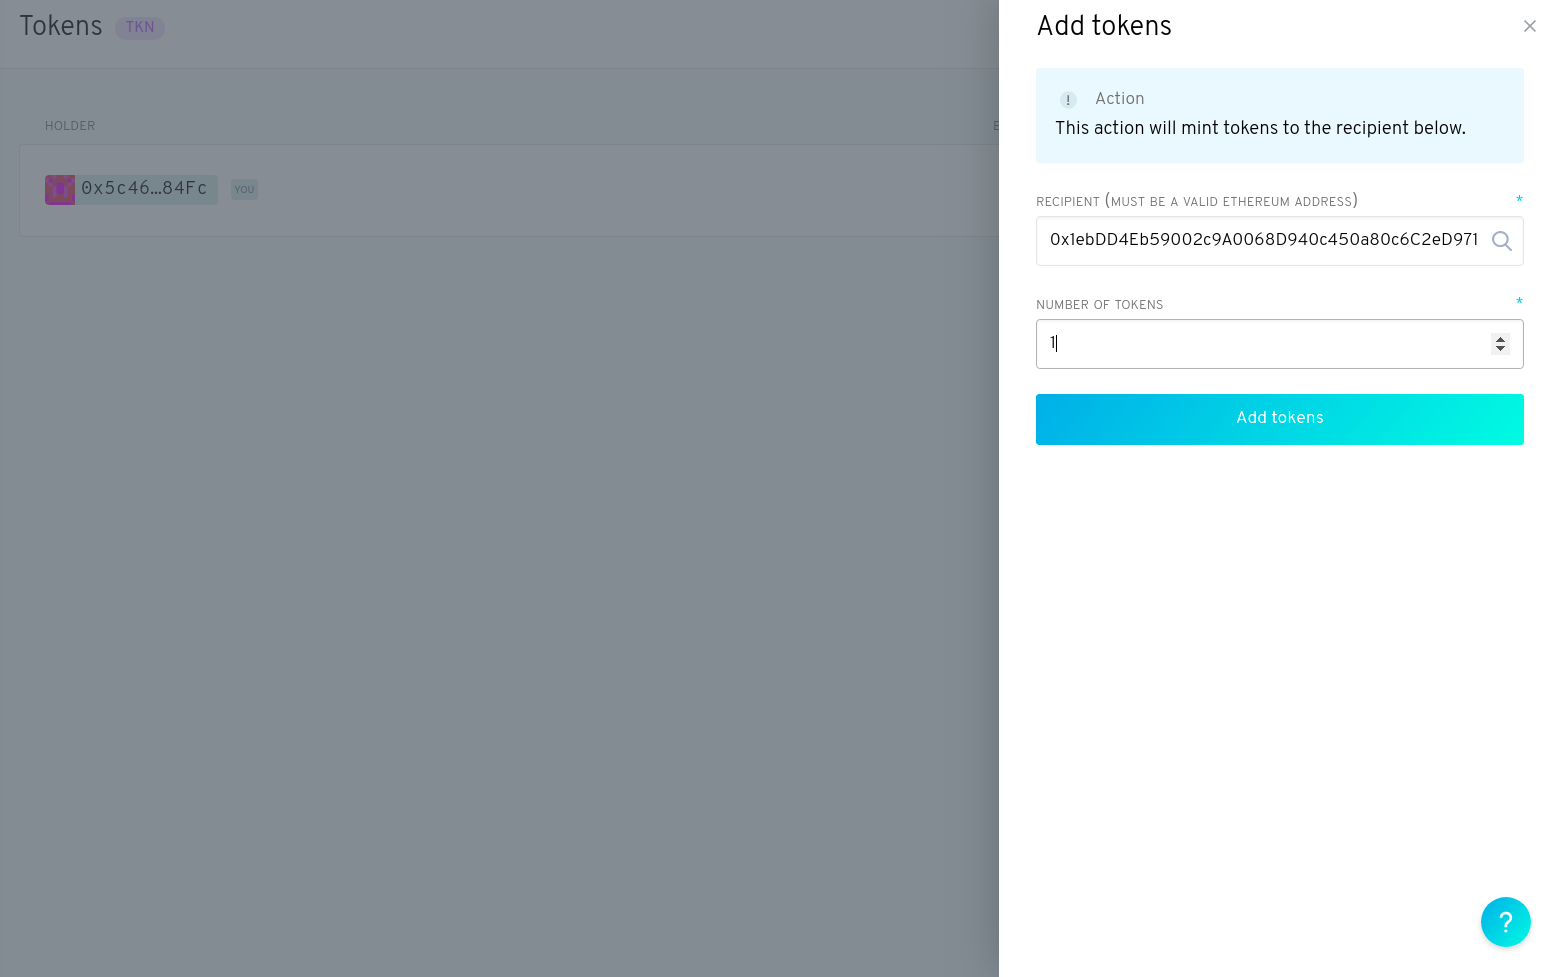 Tokens TKN
HOLDER
0x5c46…84Fc YOU
Add tokens
! Action
This action will mint tokens to the recipient below.
RECIPIENT (MUST BE A VALID ETHEREUM ADDRESS) *
0x1ebDD4Eb59002c9A0068D940c450a80c6C2eD971
NUMBER OF TOKENS *
1
Add tokens
?